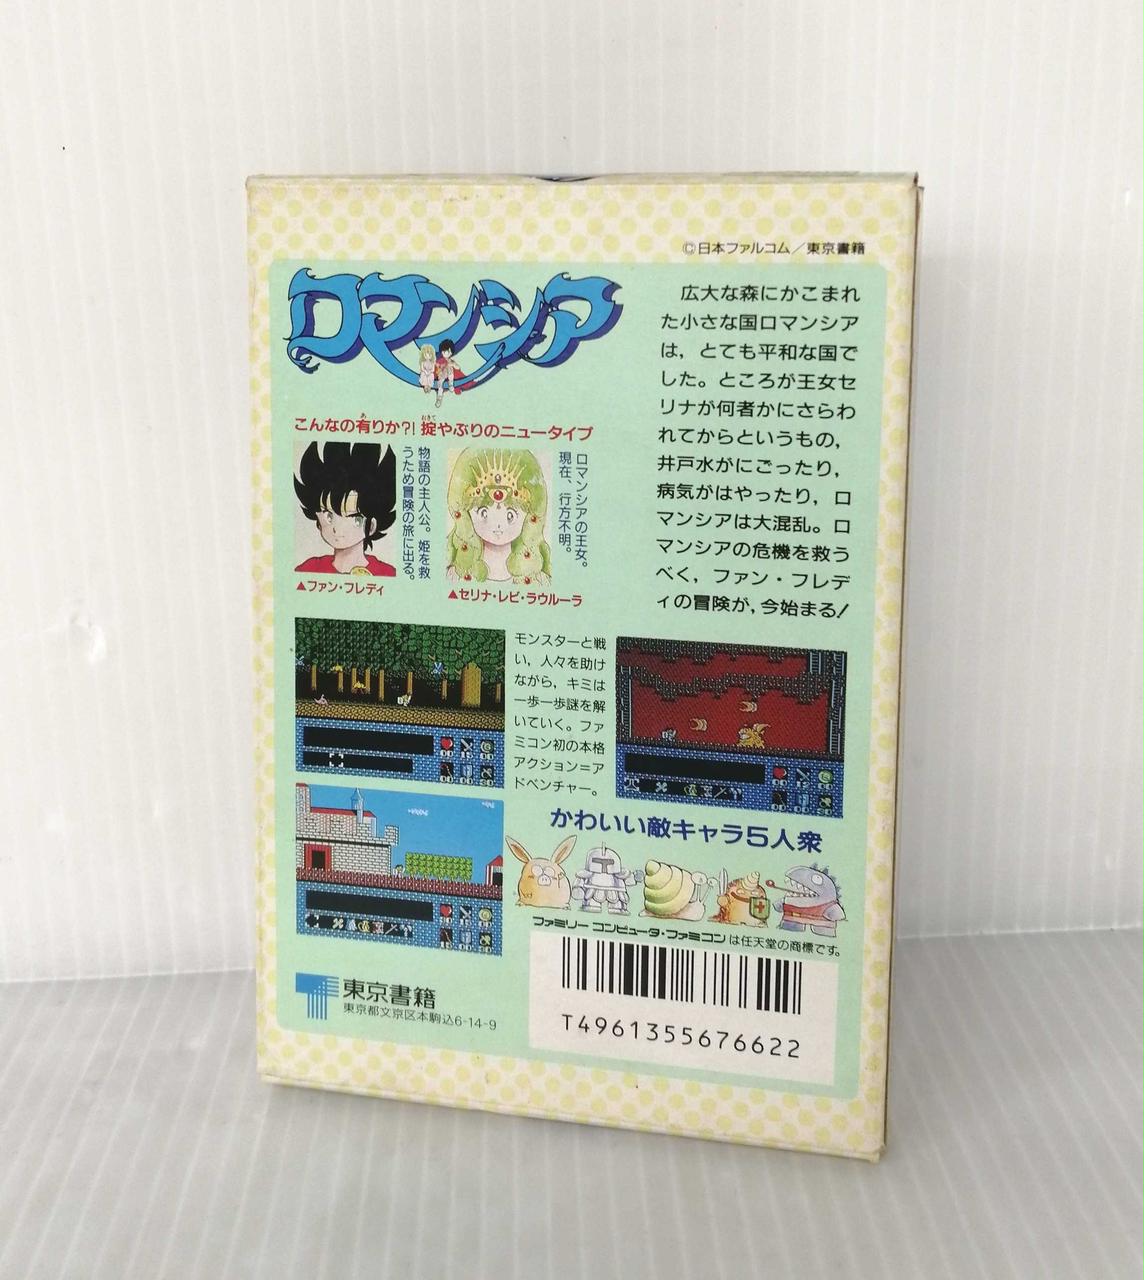 ©日本ファルコム／東京書籍
ロマンシア
こんなの有りか?! 掟やぶりのニュータイプ
物語の主人公。姫を救
うため冒険の旅に出る。
▲ファン・フレディ
ロマンシアの王女。
現在、行方不明。
▲セリナ・レビ・ラウルーラ
広大な森にかこまれ
た小さな国ロマンシア
は，とても平和な国で
した。ところが王女セ
リナが何者かにさらわ
れてからというもの，
井戸水がにごったり，
病気がはやったり，ロ
マンシアは大混乱。ロ
マンシアの危機を救う
べく，ファン・フレデ
ィの冒険が，今始まる!
モンスターと戦
い，人々を助け
ながら，キミは
一歩一歩謎を解
いていく。ファ
ミコン初の本格
アクション＝ア
ドベンチャー。
かわいい敵キャラ5人衆
ファミリーコンピュータ・ファミコンは任天堂の商標です。
東京書籍
東京都文京区本駒込6-14-9
T4961355676622